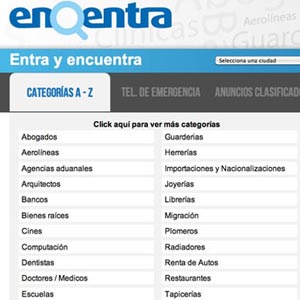 enQentra
Aerolíneas
Clínicas
Guarder
Entra y encuentra
Selecciona una ciudad
CATEGORÍAS A - Z
TEL. DE EMERGENCIA
ANUNCIOS CLASIFICAD
Click aquí para ver más categorías
Abogados
Guarderias
Aerolíneas
Herrerías
Agencias aduanales
Importaciones y Nacionalizaciones
Arquitectos
Joyerías
Bancos
Librerías
Bienes raíces
Migración
Cines
Plomeros
Computación
Radiadores
Dentistas
Renta de Autos
Doctores / Medicos
Restaurantes
Escuelas
Tapicerías